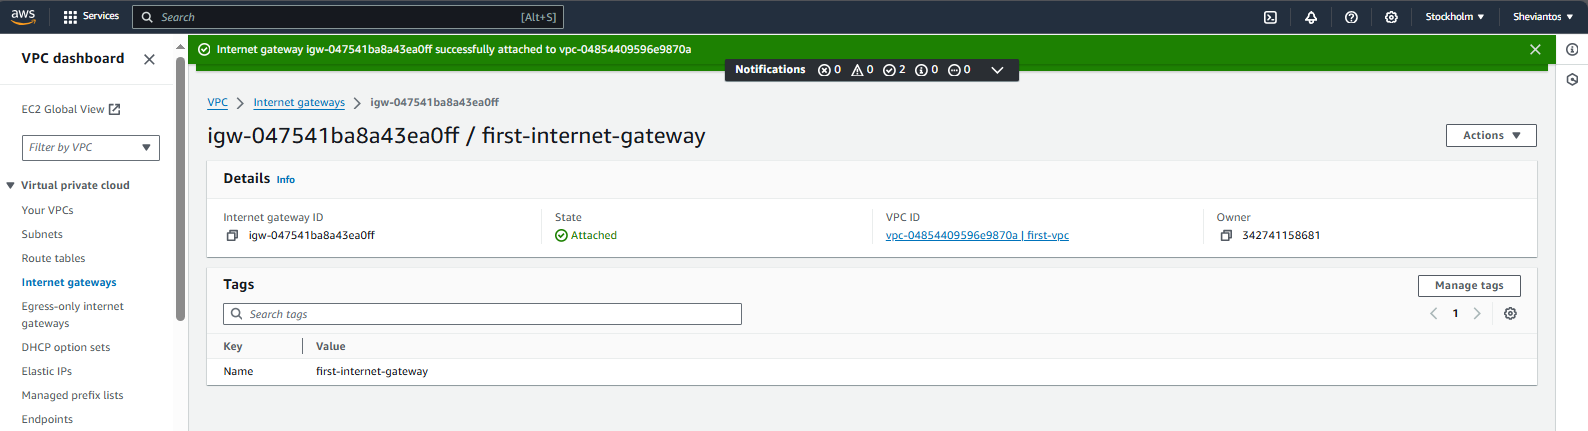 aws Services Search [Alt+S] Stockholm Sheviantos
VPC dashboard
EC2 Global View
Filter by VPC
Virtual private cloud
Your VPCs
Subnets
Route tables
Internet gateways
Egress-only internet
gateways
DHCP option sets
Elastic IPs
Managed prefix lists
Endpoints
Internet gateway igw-047541ba8a43ea0ff successfully attached to vpc-04854409596e9870a
Notifications 0 0 2 0 0
VPC Internet gateways igw-047541ba8a43ea0ff
igw-047541ba8a43ea0ff / first-internet-gateway Actions
Details Info
Internet gateway ID State VPC ID Owner
igw-047541ba8a43ea0ff Attached vpc-04854409596e9870a | first-vpc 342741158681
Tags Manage tags
Search tags 1
Key Value
Name first-internet-gateway